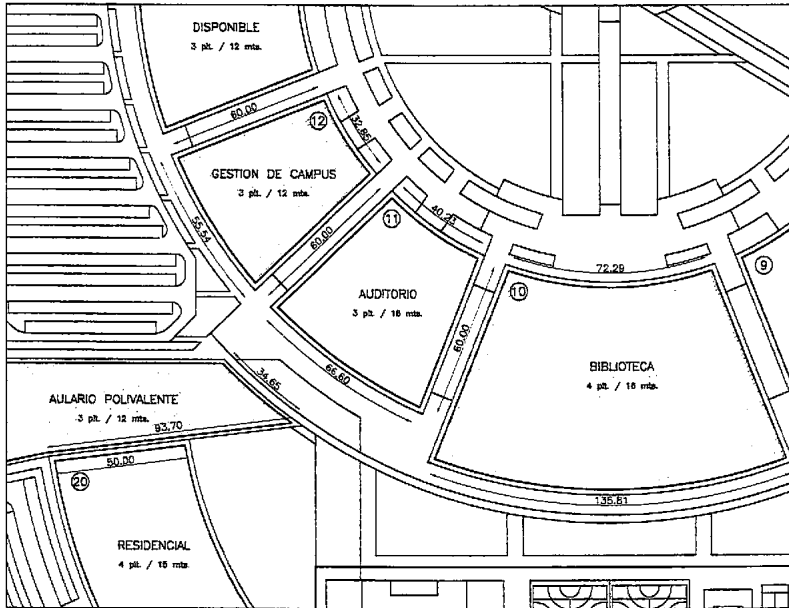 DISPONIBLE
3 plt. / 12 mts.
60.00
12
32.85
GESTION DE CAMPUS
3 plt. / 12 mts.
55.54
60.00
11
40.23
AUDITORIO
3 plt. / 16 mts.
66.60
60.00
72.29
10
9
BIBLIOTECA
4 plt. / 16 mts.
135.81
34.65
AULARIO POLIVALENTE
3 plt. / 12 mts.
93.70
50.00
20
RESIDENCIAL
4 plt. / 15 mts.